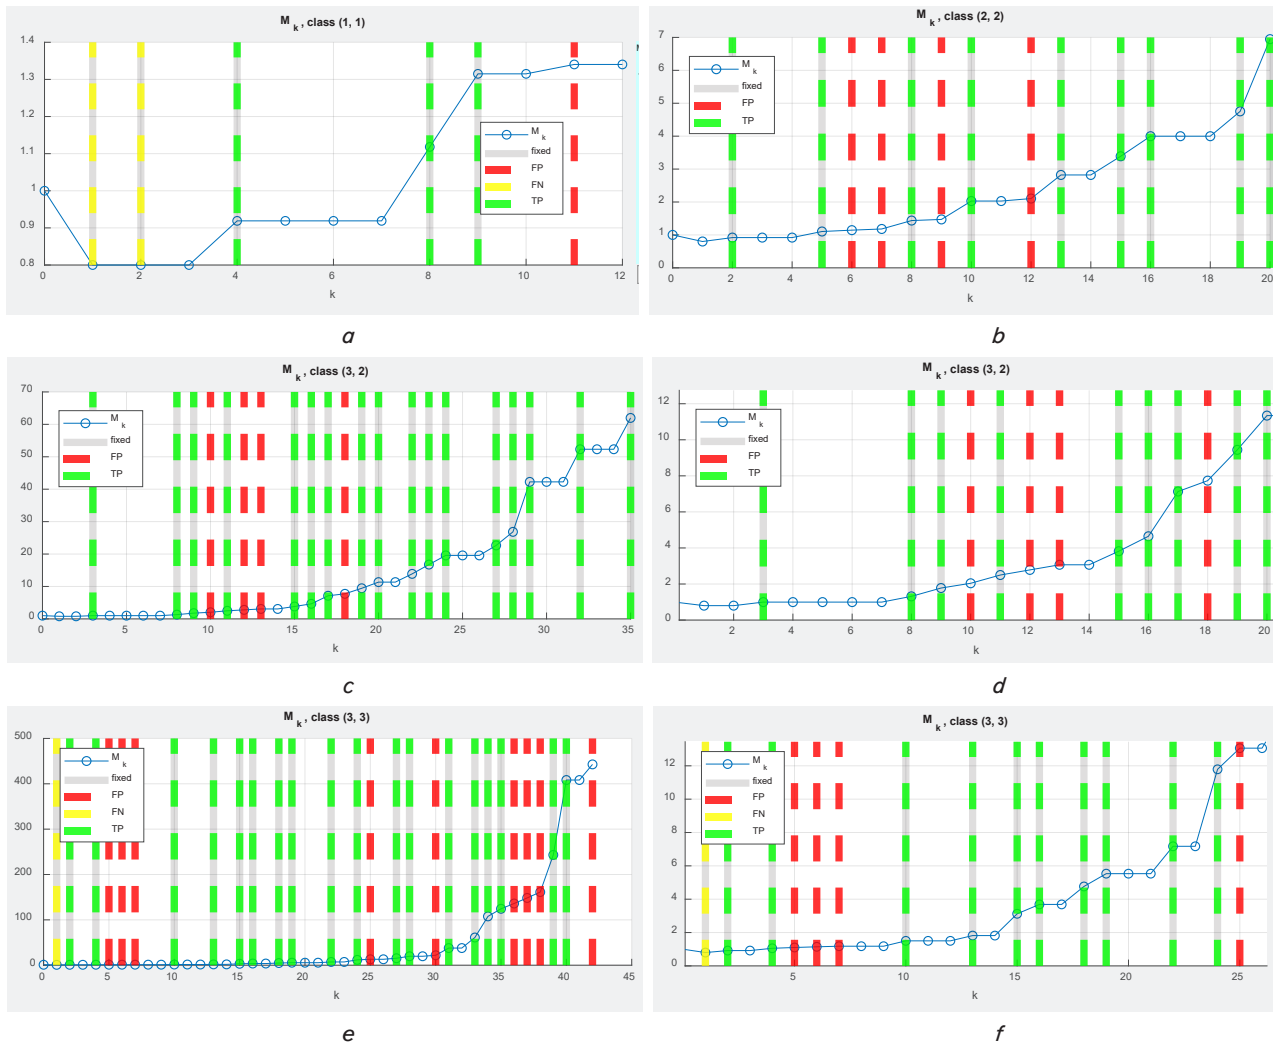 M k , class (1, 1)
1.4
1.3
1.2
1.1
1
0.9
0.8
0 2 4 6 8 10 12
k
M k
fixed
FP
FN
TP
a
M k , class (2, 2)
7
6
5
4
3
2
1
0
0 2 4 6 8 10 12 14 16 18 20
k
M k
fixed
FP
TP
b
M k , class (3, 2)
70
60
50
40
30
20
10
0
0 5 10 15 20 25 30 35
k
M k
fixed
FP
TP
c
M k , class (3, 2)
12
10
8
6
4
2
0
2 4 6 8 10 12 14 16 18 20
k
M k
fixed
FP
TP
d
M k , class (3, 3)
500
400
300
200
100
0
0 5 10 15 20 25 30 35 40 45
k
M k
fixed
FP
FN
TP
e
M k , class (3, 3)
12
10
8
6
4
2
0
5 10 15 20 25
k
M k
fixed
FP
FN
TP
f